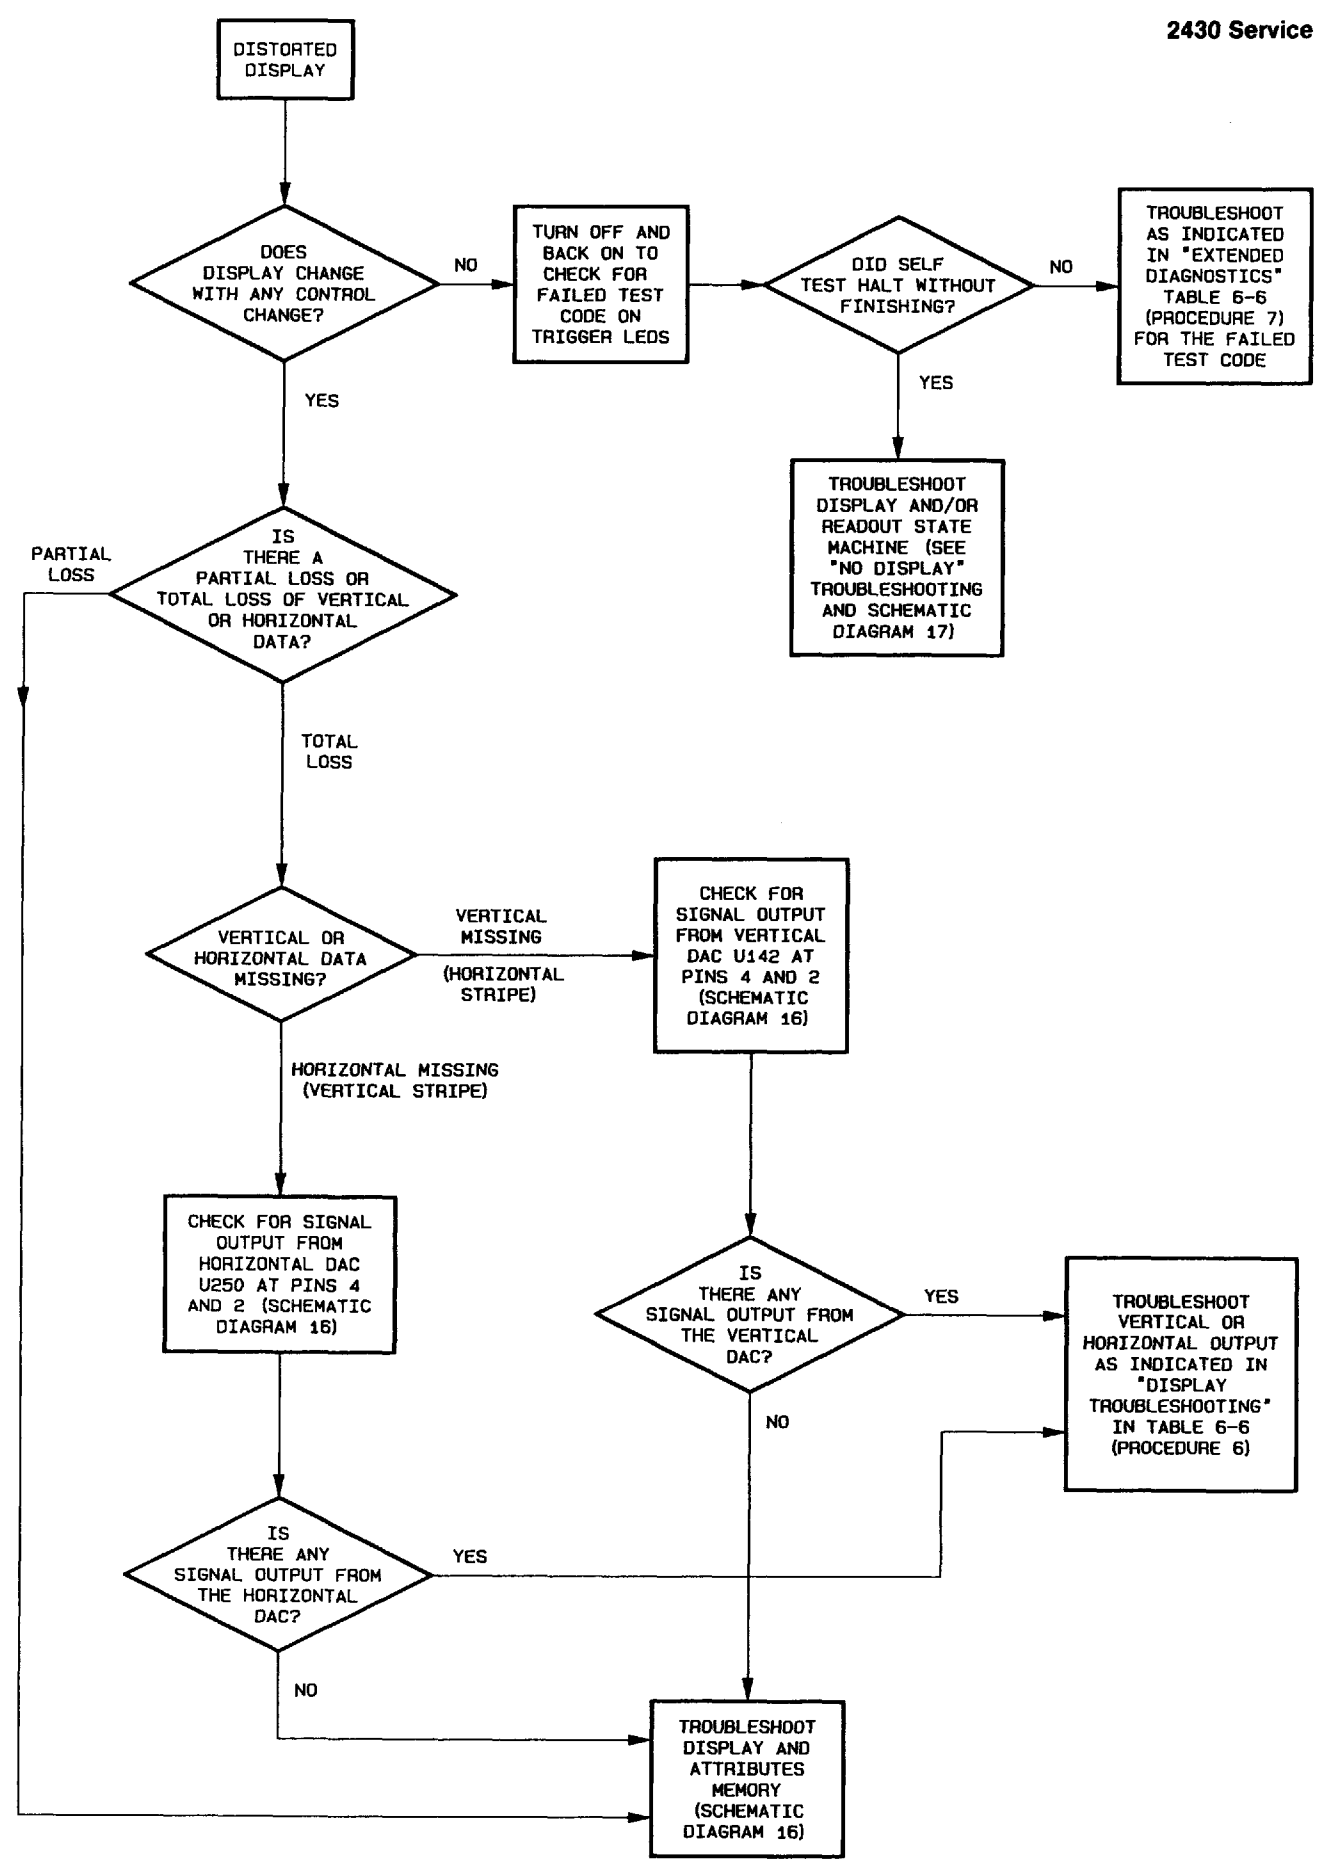 2430 Service
DISTORTED
DISPLAY
DOES
DISPLAY CHANGE
WITH ANY CONTROL
CHANGE?
NO
TURN OFF AND
BACK ON TO
CHECK FOR
FAILED TEST
CODE ON
TRIGGER LEDS
DID SELF
TEST HALT WITHOUT
FINISHING?
NO
TROUBLESHOOT
AS INDICATED
IN "EXTENDED
DIAGNOSTICS"
TABLE 6-6
(PROCEDURE 7)
FOR THE FAILED
TEST CODE
YES
YES
TROUBLESHOOT
DISPLAY AND/OR
READOUT STATE
MACHINE (SEE
"NO DISPLAY"
TROUBLESHOOTING
AND SCHEMATIC
DIAGRAM 17)
IS
THERE A
PARTIAL LOSS OR
TOTAL LOSS OF VERTICAL
OR HORIZONTAL
DATA?
PARTIAL
LOSS
TOTAL
LOSS
VERTICAL OR
HORIZONTAL DATA
MISSING?
VERTICAL
MISSING
(HORIZONTAL
STRIPE)
CHECK FOR
SIGNAL OUTPUT
FROM VERTICAL
DAC U142 AT
PINS 4 AND 2
(SCHEMATIC
DIAGRAM 16)
HORIZONTAL MISSING
(VERTICAL STRIPE)
CHECK FOR SIGNAL
OUTPUT FROM
HORIZONTAL DAC
U250 AT PINS 4
AND 2 (SCHEMATIC
DIAGRAM 16)
IS
THERE ANY
SIGNAL OUTPUT FROM
THE VERTICAL
DAC?
YES
TROUBLESHOOT
VERTICAL OR
HORIZONTAL OUTPUT
AS INDICATED IN
"DISPLAY
TROUBLESHOOTING"
IN TABLE 6-6
(PROCEDURE 6)
NO
IS
THERE ANY
SIGNAL OUTPUT FROM
THE HORIZONTAL
DAC?
YES
NO
TROUBLESHOOT
DISPLAY AND
ATTRIBUTES
MEMORY
(SCHEMATIC
DIAGRAM 16)